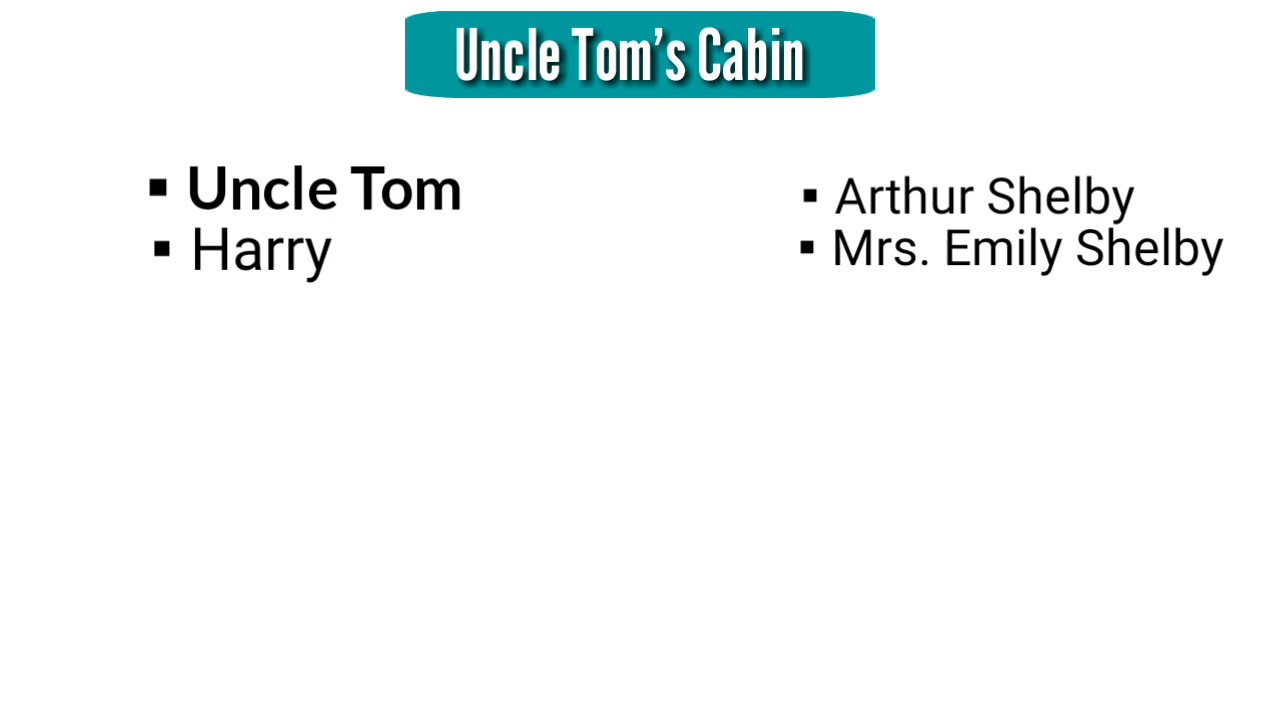 Uncle Tom’s Cabin
▪ Uncle Tom
▪ Harry
▪ Arthur Shelby
▪ Mrs. Emily Shelby